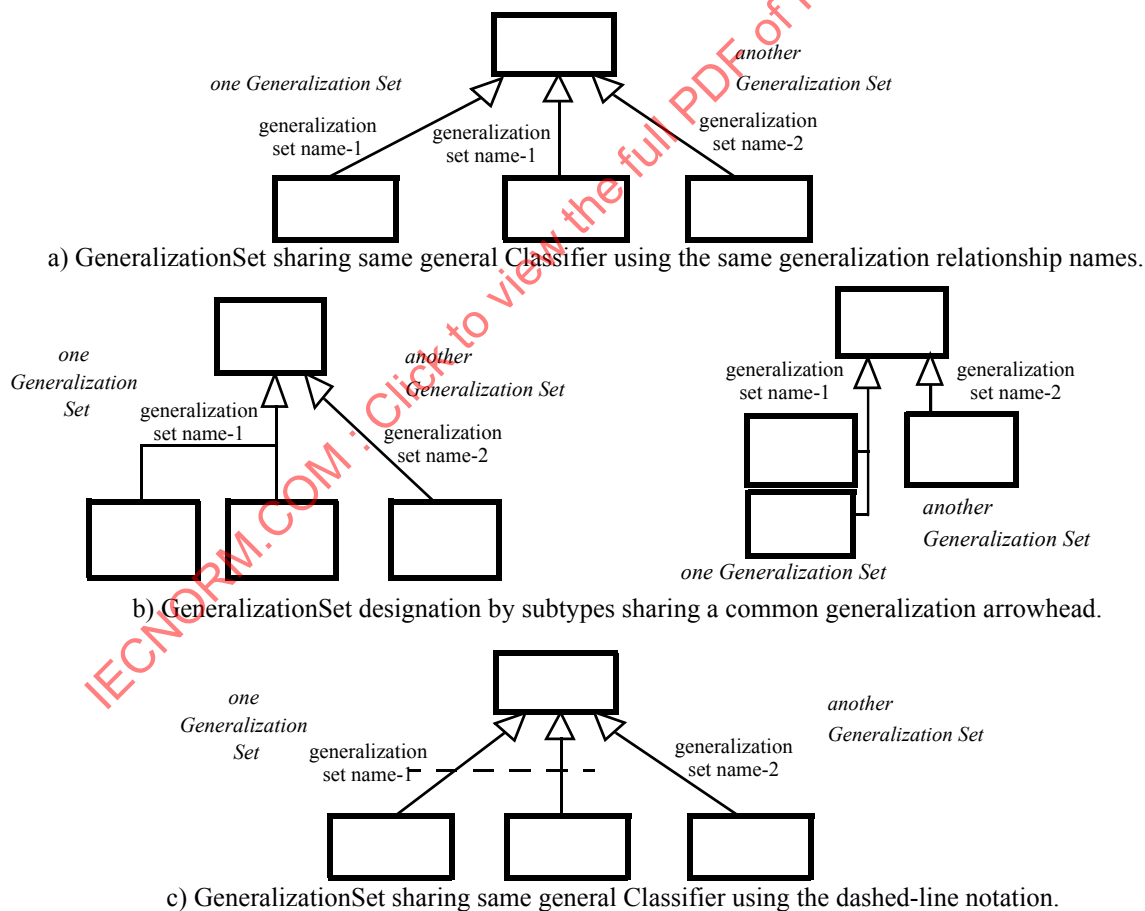 one Generalization Set
another
Generalization Set
generalization
set name-1
generalization
set name-1
generalization
set name-2
a) GeneralizationSet sharing same general Classifier using the same generalization relationship names.
one
Generalization
Set
another
Generalization Set
generalization
set name-1
generalization
set name-2
generalization
set name-1
generalization
set name-2
another
Generalization Set
one Generalization Set
b) GeneralizationSet designation by subtypes sharing a common generalization arrowhead.
one
Generalization
Set
another
Generalization Set
generalization
set name-1
generalization
set name-2
c) GeneralizationSet sharing same general Classifier using the dashed-line notation.
IECNORM.COM : Click to view the full PDF of